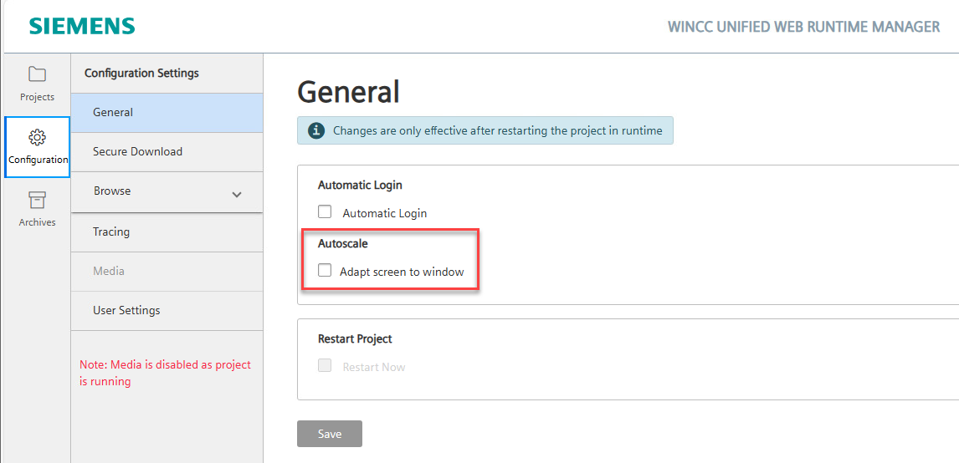 SIEMENS
WINCC UNIFIED WEB RUNTIME MANAGER
Projects
Configuration
Archives
Configuration Settings
General
Secure Download
Browse
Tracing
Media
User Settings
Note: Media is disabled as project
is running
General
Changes are only effective after restarting the project in runtime
Automatic Login
Automatic Login
Autoscale
Adapt screen to window
Restart Project
Restart Now
Save